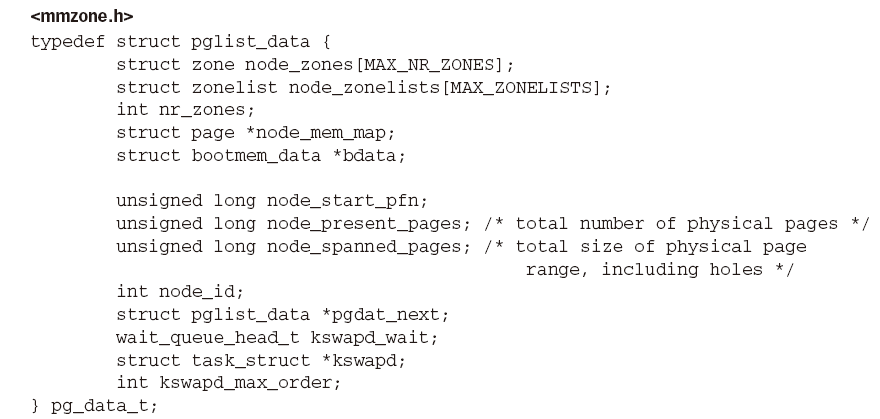 <mmzone.h>
typedef struct pglist_data {
struct zone node_zones[MAX_NR_ZONES];
struct zonelist node_zonelists[MAX_ZONELISTS];
int nr_zones;
struct page *node_mem_map;
struct bootmem_data *bdata;
unsigned long node_start_pfn;
unsigned long node_present_pages; /* total number of physical pages */
unsigned long node_spanned_pages; /* total size of physical page
range, including holes */
int node_id;
struct pglist_data *pgdat_next;
wait_queue_head_t kswapd_wait;
struct task_struct *kswapd;
int kswapd_max_order;
} pg_data_t;